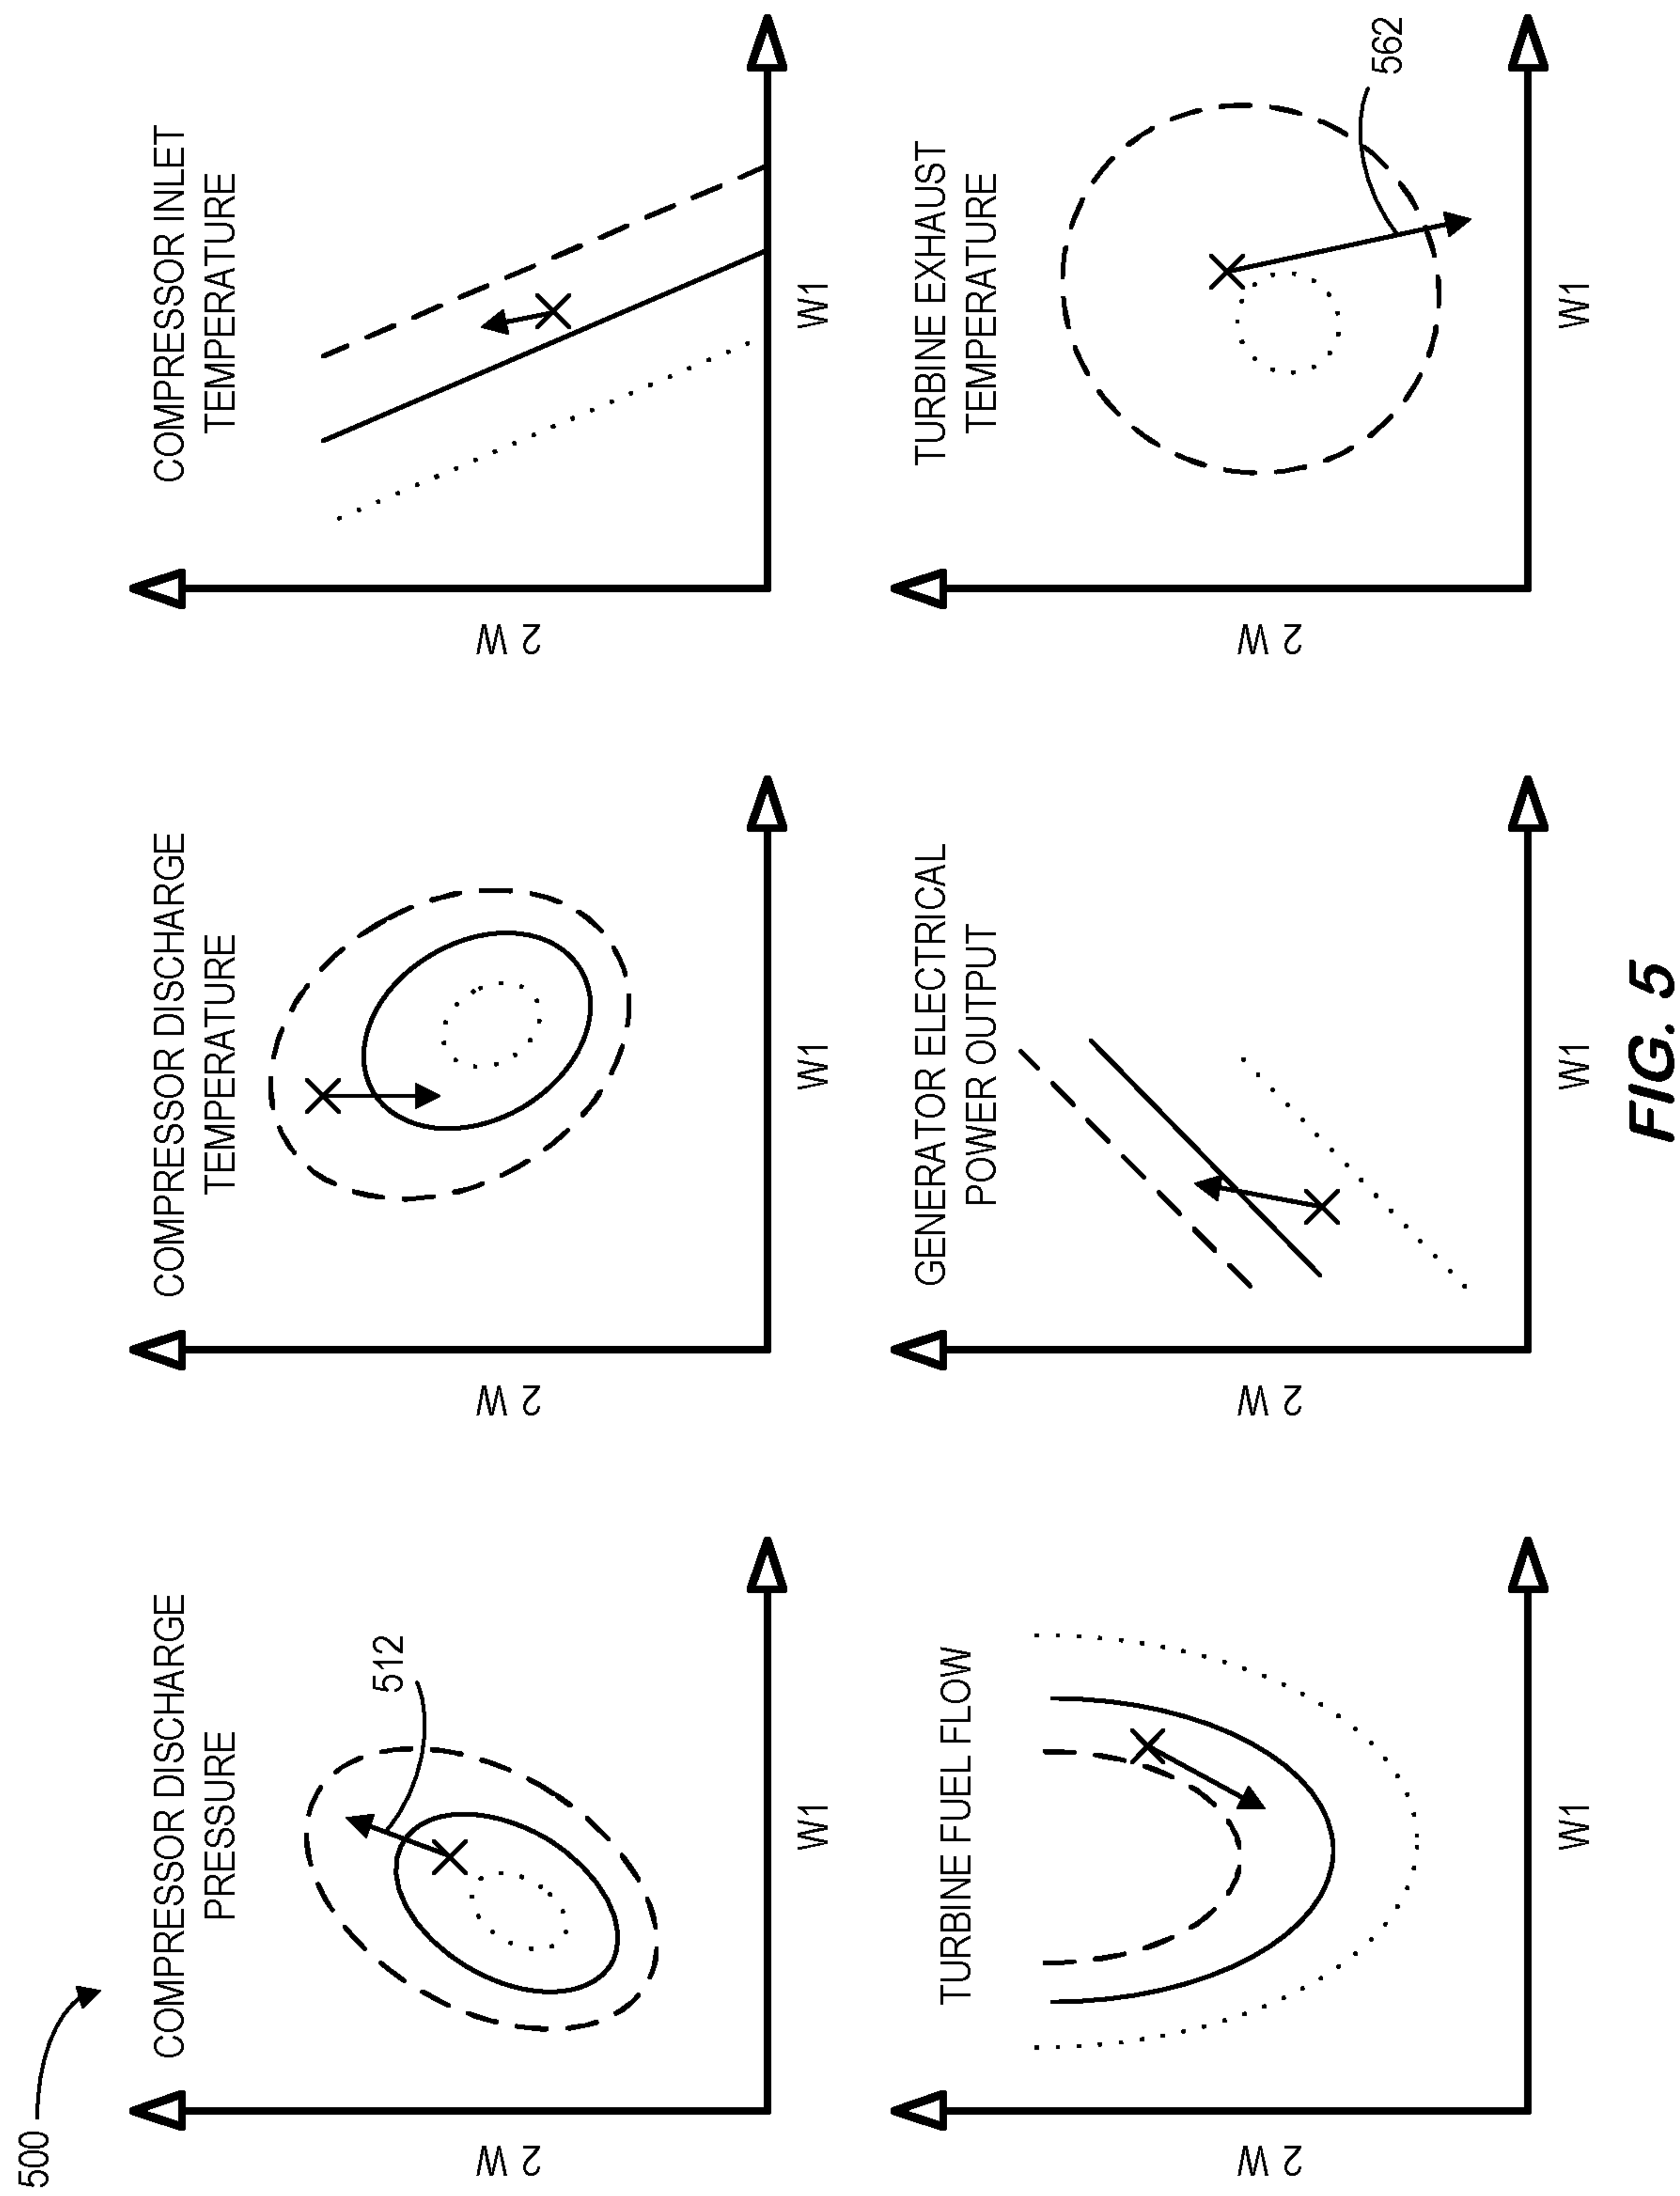 500
COMPRESSOR DISCHARGE
PRESSURE
512
W 2
W1
COMPRESSOR DISCHARGE
TEMPERATURE
W 2
W1
COMPRESSOR INLET
TEMPERATURE
W 2
W1
TURBINE FUEL FLOW
W 2
W1
GENERATOR ELECTRICAL
POWER OUTPUT
W 2
W1
TURBINE EXHAUST
TEMPERATURE
562
W 2
W1
FIG. 5